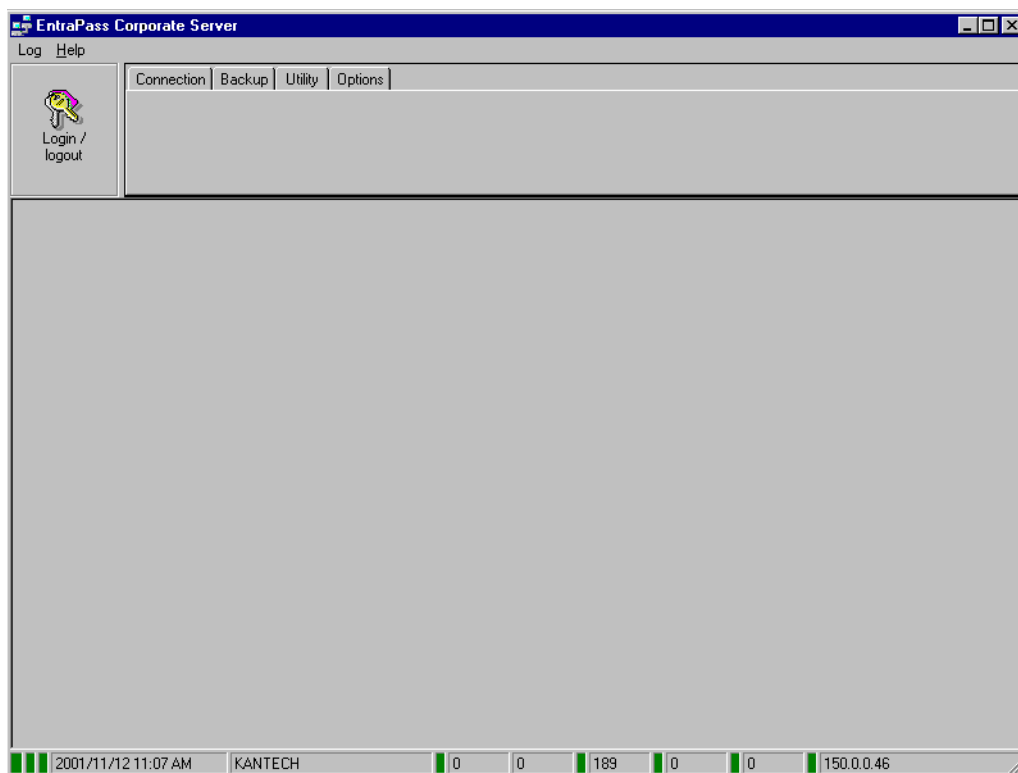 EntraPass Corporate Server
Log Help
Login / logout
Connection Backup Utility Options
2001/11/12 11:07 AM KANTECH 0 0 189 0 0 150.0.0.46